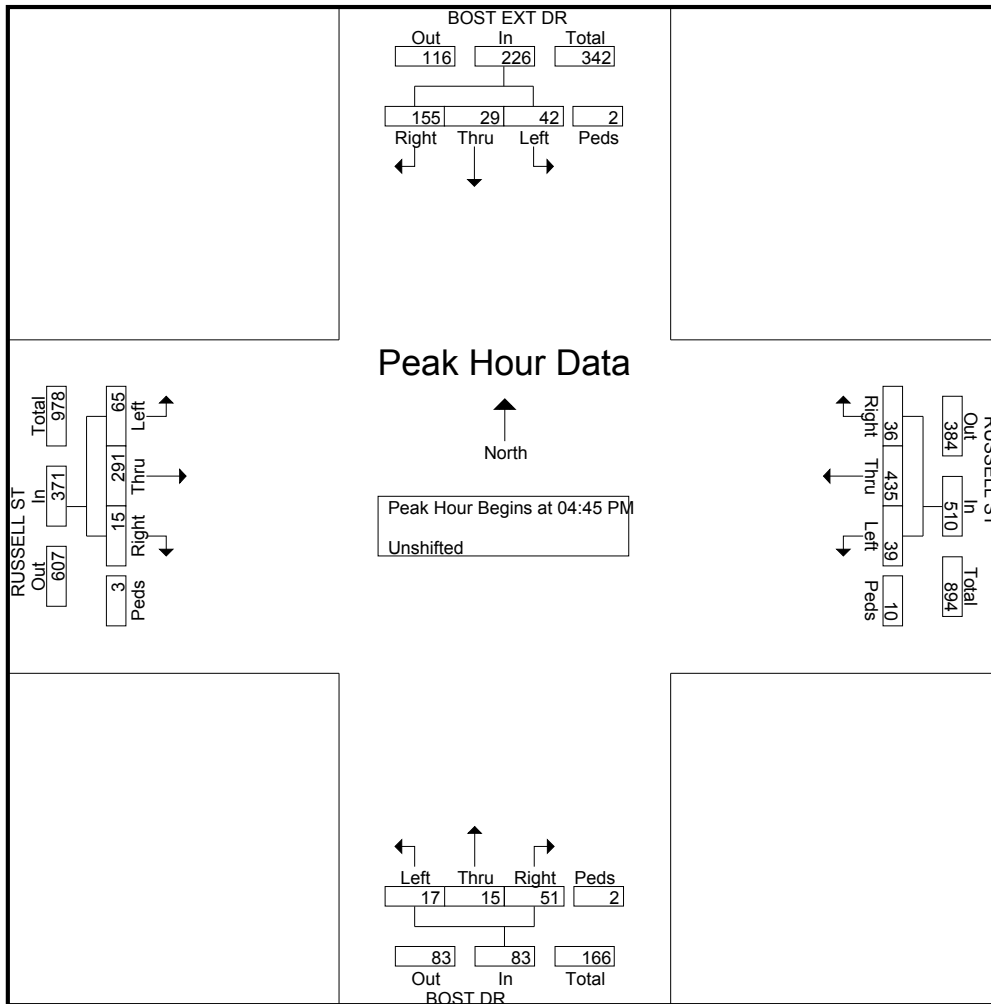 BOST EXT DR
Out In Total
116 226 342
155 29 42 2
Right Thru Left Peds
Peak Hour Data
North
Peak Hour Begins at 04:45 PM
Unshifted
RUSSELL ST
Out In Total
607 371 978
65 291 15 3
Left Thru Right Peds
RUSSELL ST
Out In Total
384 510 894
36 435 39 10
Right Thru Left Peds
Left Thru Right Peds
17 15 51 2
83 83 166
Out In Total
BOST DR